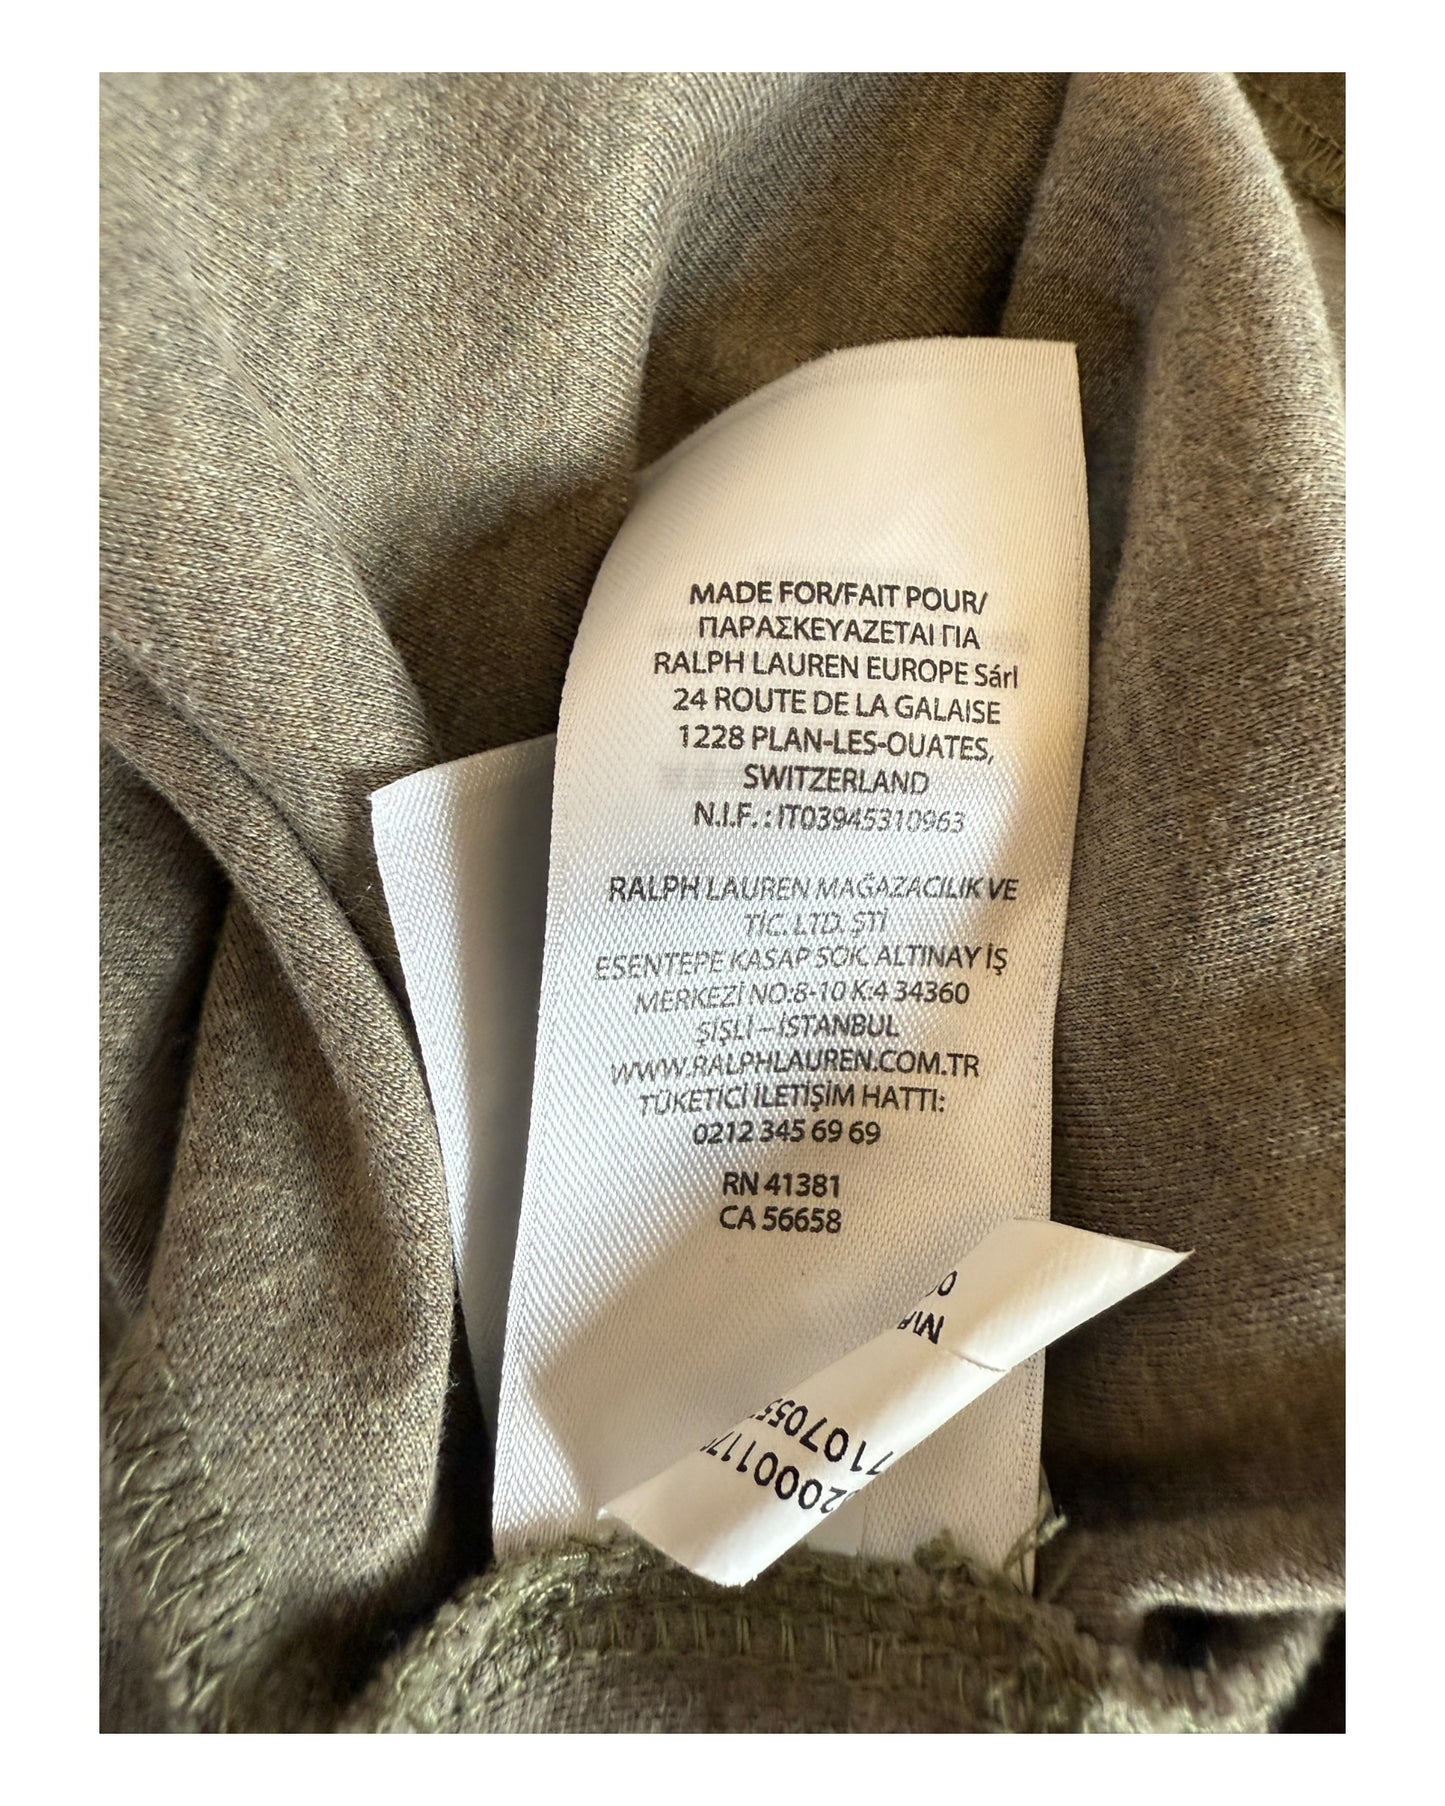 MADE FOR/FAIT POUR/
ΠΑΡΑΣΚΕΥΑΖΕΤΑΙ ΓΙΑ
RALPH LAUREN EUROPE Sárl
24 ROUTE DE LA GALAISE
1228 PLAN-LES-OUATES,
SWITZERLAND
N.I.F. : IT03945310963
RALPH LAUREN MAĞAZACILIK VE
TİC. LTD. ŞTİ
ESENTEPE KASAP SOK. ALTINAY İŞ
MERKEZİ NO:8-10 K:4 34360
ŞİŞLİ – İSTANBUL
WWW.RALPHLAUREN.COM.TR
TÜKETİCİ İLETİŞİM HATTI:
0212 345 69 69
RN 41381
CA 56658